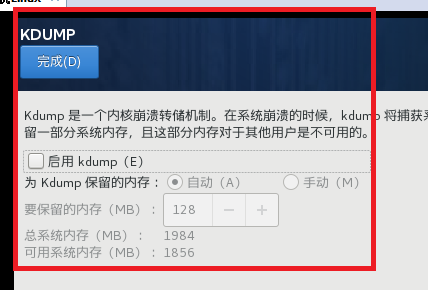 KDUMP
完成(D)
Kdump 是一个内核崩溃转储机制。在系统崩溃的时候，kdump 将捕获系
留一部分系统内存，且这部分内存对于其他用户是不可用的。
启用 kdump（E）
为 Kdump 保留的内存： 自动（A） 手动（M）
要保留的内存（MB）： 128 − +
总系统内存（MB）： 1984
可用系统内存（MB）： 1856